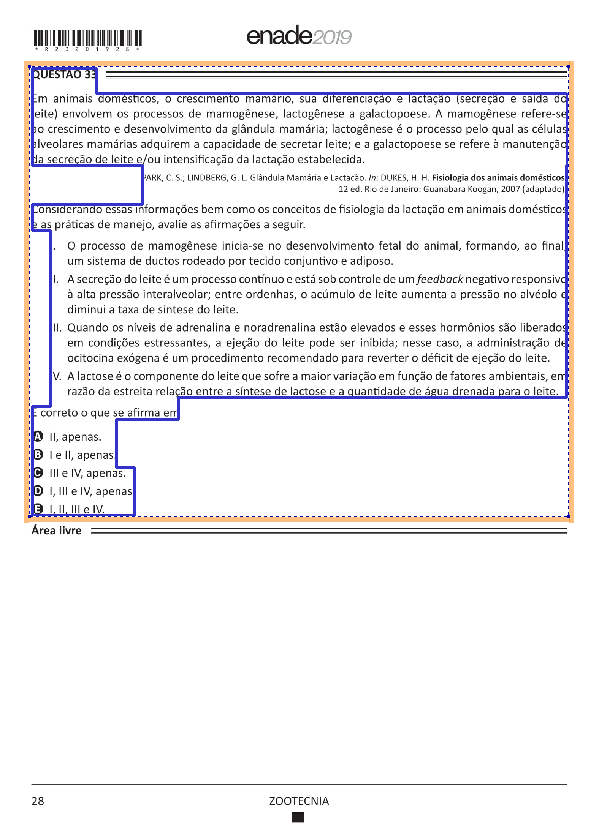 * R 2 3 2 0 1 9 2 8 *
enade2019
QUESTÃO 33
Em animais domésticos, o crescimento mamário, sua diferenciação e lactação (secreção e saída do
leite) envolvem os processos de mamogênese, lactogênese a galactopoese. A mamogênese refere-se
ao crescimento e desenvolvimento da glândula mamária; lactogênese é o processo pelo qual as células
alveolares mamárias adquirem a capacidade de secretar leite; e a galactopoese se refere à manutenção
da secreção de leite e/ou intensificação da lactação estabelecida.
PARK, C. S.; LINDBERG, G. L. Glândula Mamária e Lactacão. In: DUKES, H. H. Fisiologia dos animais domésticos.
12 ed. Rio de Janeiro: Guanabara Koogan, 2007 (adaptado).
Considerando essas informações bem como os conceitos de fisiologia da lactação em animais domésticos
e as práticas de manejo, avalie as afirmações a seguir.
I. O processo de mamogênese inicia-se no desenvolvimento fetal do animal, formando, ao final,
um sistema de ductos rodeado por tecido conjuntivo e adiposo.
II. A secreção do leite é um processo contínuo e está sob controle de um feedback negativo responsivo
à alta pressão interalveolar; entre ordenhas, o acúmulo de leite aumenta a pressão no alvéolo e
diminui a taxa de síntese do leite.
III. Quando os níveis de adrenalina e noradrenalina estão elevados e esses hormônios são liberados
em condições estressantes, a ejeção do leite pode ser inibida; nesse caso, a administração de
ocitocina exógena é um procedimento recomendado para reverter o déficit de ejeção do leite.
IV. A lactose é o componente do leite que sofre a maior variação em função de fatores ambientais, em
razão da estreita relação entre a síntese de lactose e a quantidade de água drenada para o leite.
É correto o que se afirma em
A II, apenas.
B I e II, apenas.
C III e IV, apenas.
D I, III e IV, apenas.
E I, II, III e IV.
Área livre
28
ZOOTECNIA